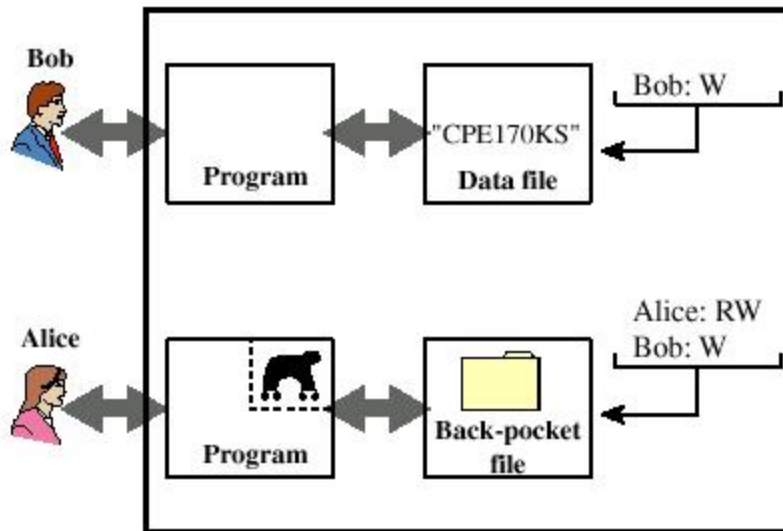 Bob
Program
"CPE170KS"
Data file
Bob: W
Alice
Program
Back-pocket
file
Alice: RW
Bob: W